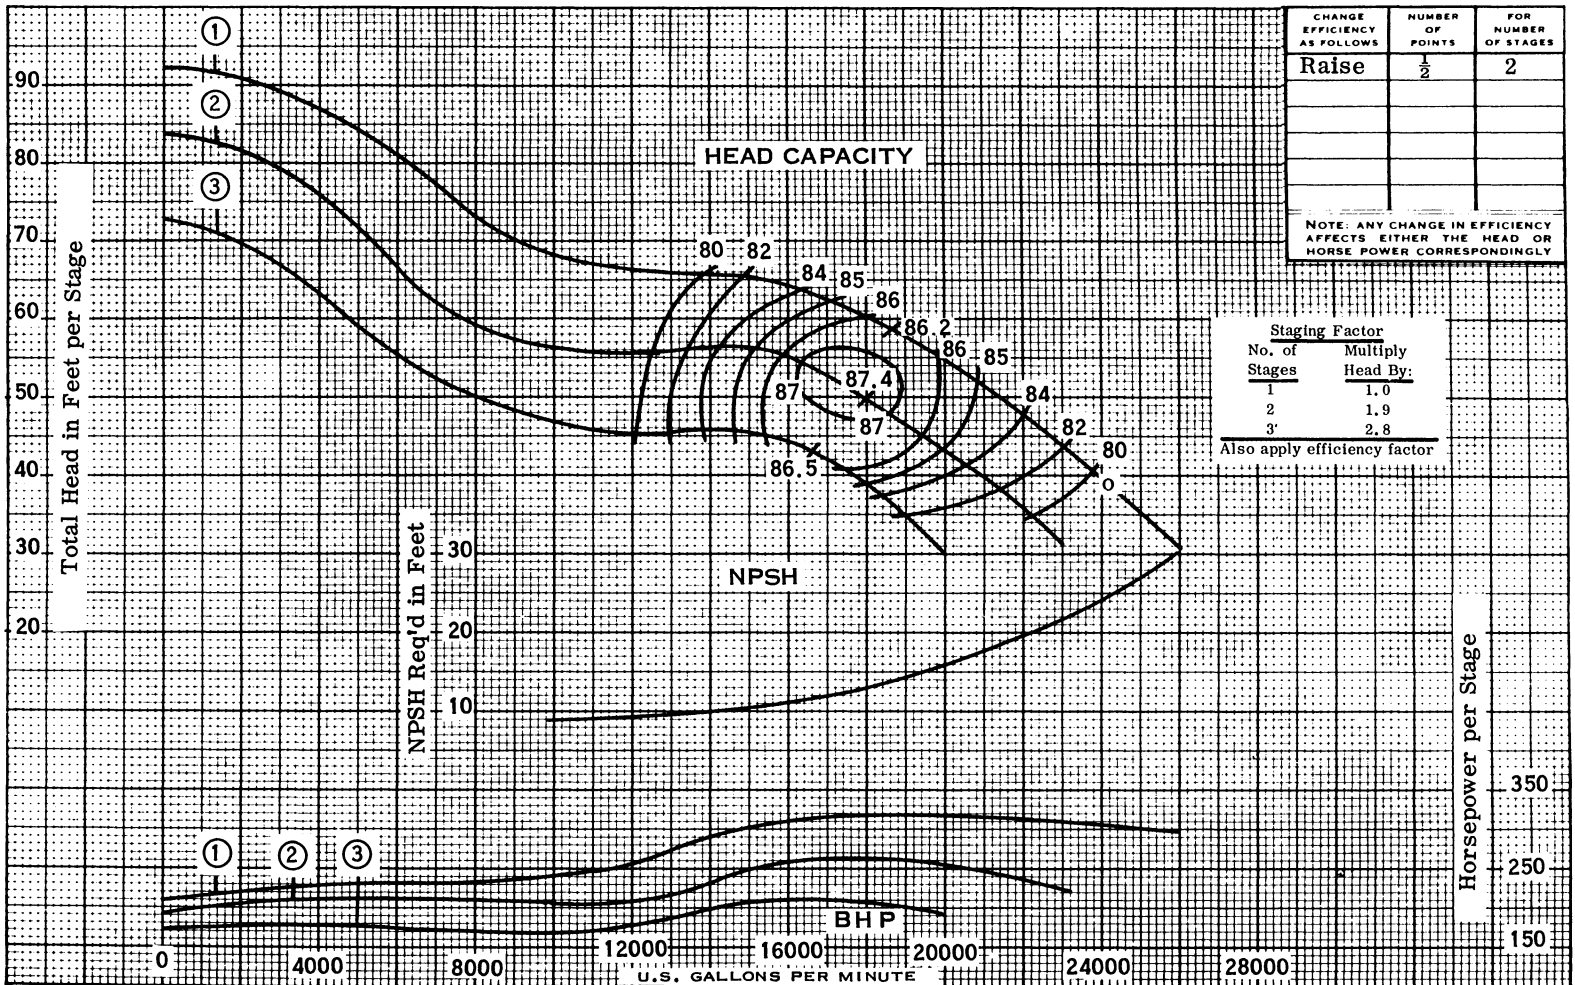 CHANGE EFFICIENCY AS FOLLOWS
NUMBER OF POINTS
FOR NUMBER OF STAGES
Raise ½ 2
NOTE: ANY CHANGE IN EFFICIENCY
AFFECTS EITHER THE HEAD OR
HORSE POWER CORRESPONDINGLY
①
②
③
90
80
70
60
50
40
30
20
Total Head in Feet per Stage
HEAD CAPACITY
80
82
84
85
86
86.2
86
85
84
82
80
O
87
87.4
87
86.5
Staging Factor
No. of Stages
Multiply Head By:
1 1.0
2 1.9
3' 2.8
Also apply efficiency factor
NPSH Req'd in Feet
30
20
10
NPSH
Horsepower per Stage
350
250
150
①
②
③
BHP
0
4000
8000
12000
16000
20000
24000
28000
U.S. GALLONS PER MINUTE